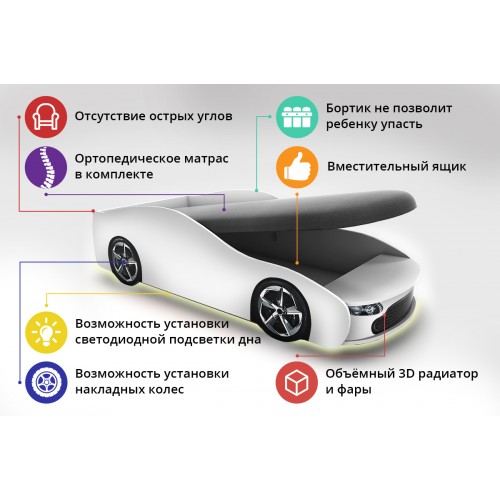 Отсутствие острых углов
Ортопедическое матрас
в комплекте
Возможность установки
светодиодной подсветки дна
Возможность установки
накладных колес
Бортик не позволит
ребенку упасть
Вместительный ящик
Объёмный 3D радиатор
и фары